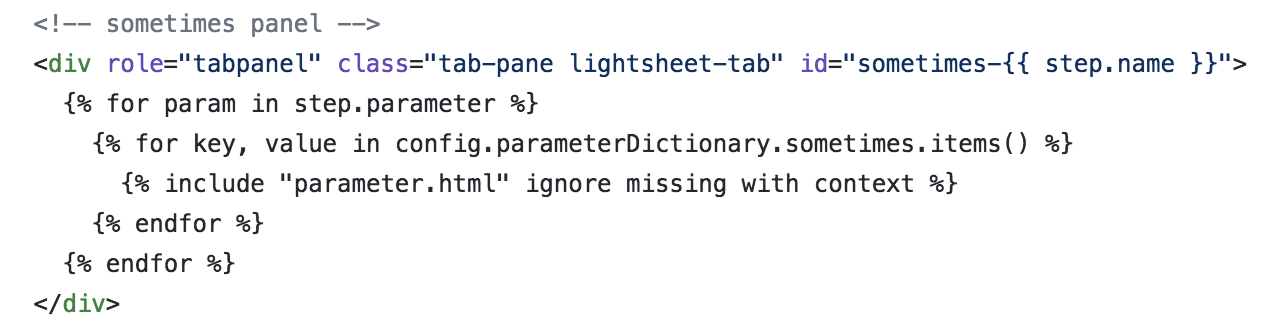 <!-- sometimes panel -->
<div role="tabpanel" class="tab-pane lightsheet-tab" id="sometimes-{{ step.name }}">
  {% for param in step.parameter %}
    {% for key, value in config.parameterDictionary.sometimes.items() %}
      {% include "parameter.html" ignore missing with context %}
    {% endfor %}
  {% endfor %}
</div>